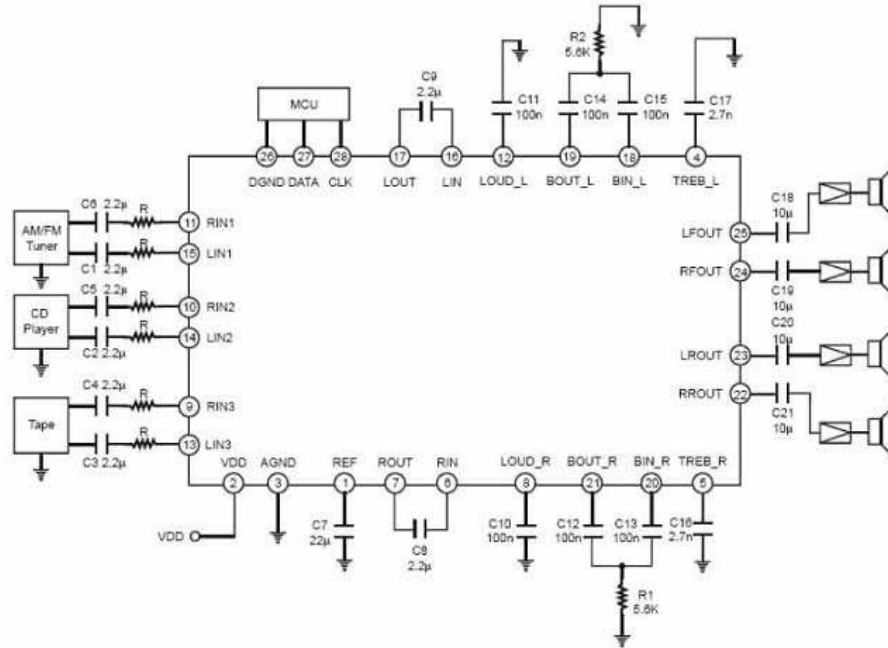 R2
5.6K
C9
2.2µ
C11
100n
C14
100n
C15
100n
C17
2.7n
MCU
26
27
28
17
16
12
19
18
4
DGND
DATA
CLK
LOUT
LIN
LOUD_L
BOUT_L
BIN_L
TREB_L
AM/FM
Tuner
C6 2.2µ
R
11
RIN1
R
15
LIN1
C1 2.2µ
CD
Player
C5 2.2µ
R
10
RIN2
R
14
LIN2
C2 2.2µ
Tape
C4 2.2µ
R
9
RIN3
R
13
LIN3
C3 2.2µ
C18
10µ
LFOUT
25
RFOUT
24
C19
10µ
C20
10µ
LROUT
23
RROUT
22
C21
10µ
VDD
AGND
REF
ROUT
RIN
LOUD_R
BOUT_R
BIN_R
TREB_R
2
3
1
7
6
8
21
20
5
VDD
C7
22µ
C8
2.2µ
C10
100n
C12
100n
C13
100n
C16
2.7n
R1
5.6K